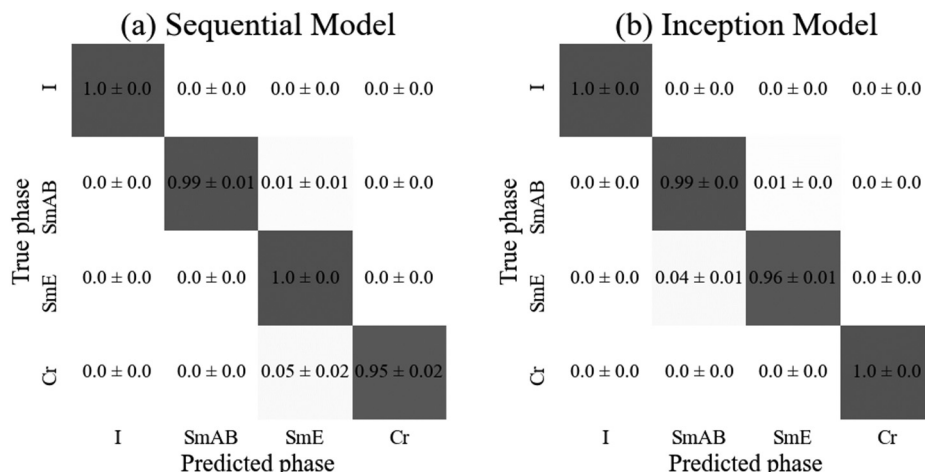 (a) Sequential Model
True phase
I
1.0 ± 0.0 0.0 ± 0.0 0.0 ± 0.0 0.0 ± 0.0
SmAB
0.0 ± 0.0 0.99 ± 0.01 0.01 ± 0.01 0.0 ± 0.0
SmE
0.0 ± 0.0 0.0 ± 0.0 1.0 ± 0.0 0.0 ± 0.0
Cr
0.0 ± 0.0 0.0 ± 0.0 0.05 ± 0.02 0.95 ± 0.02
I SmAB SmE Cr
Predicted phase
(b) Inception Model
True phase
I
1.0 ± 0.0 0.0 ± 0.0 0.0 ± 0.0 0.0 ± 0.0
SmAB
0.0 ± 0.0 0.99 ± 0.0 0.01 ± 0.0 0.0 ± 0.0
SmE
0.0 ± 0.0 0.04 ± 0.01 0.96 ± 0.01 0.0 ± 0.0
Cr
0.0 ± 0.0 0.0 ± 0.0 0.0 ± 0.0 1.0 ± 0.0
I SmAB SmE Cr
Predicted phase